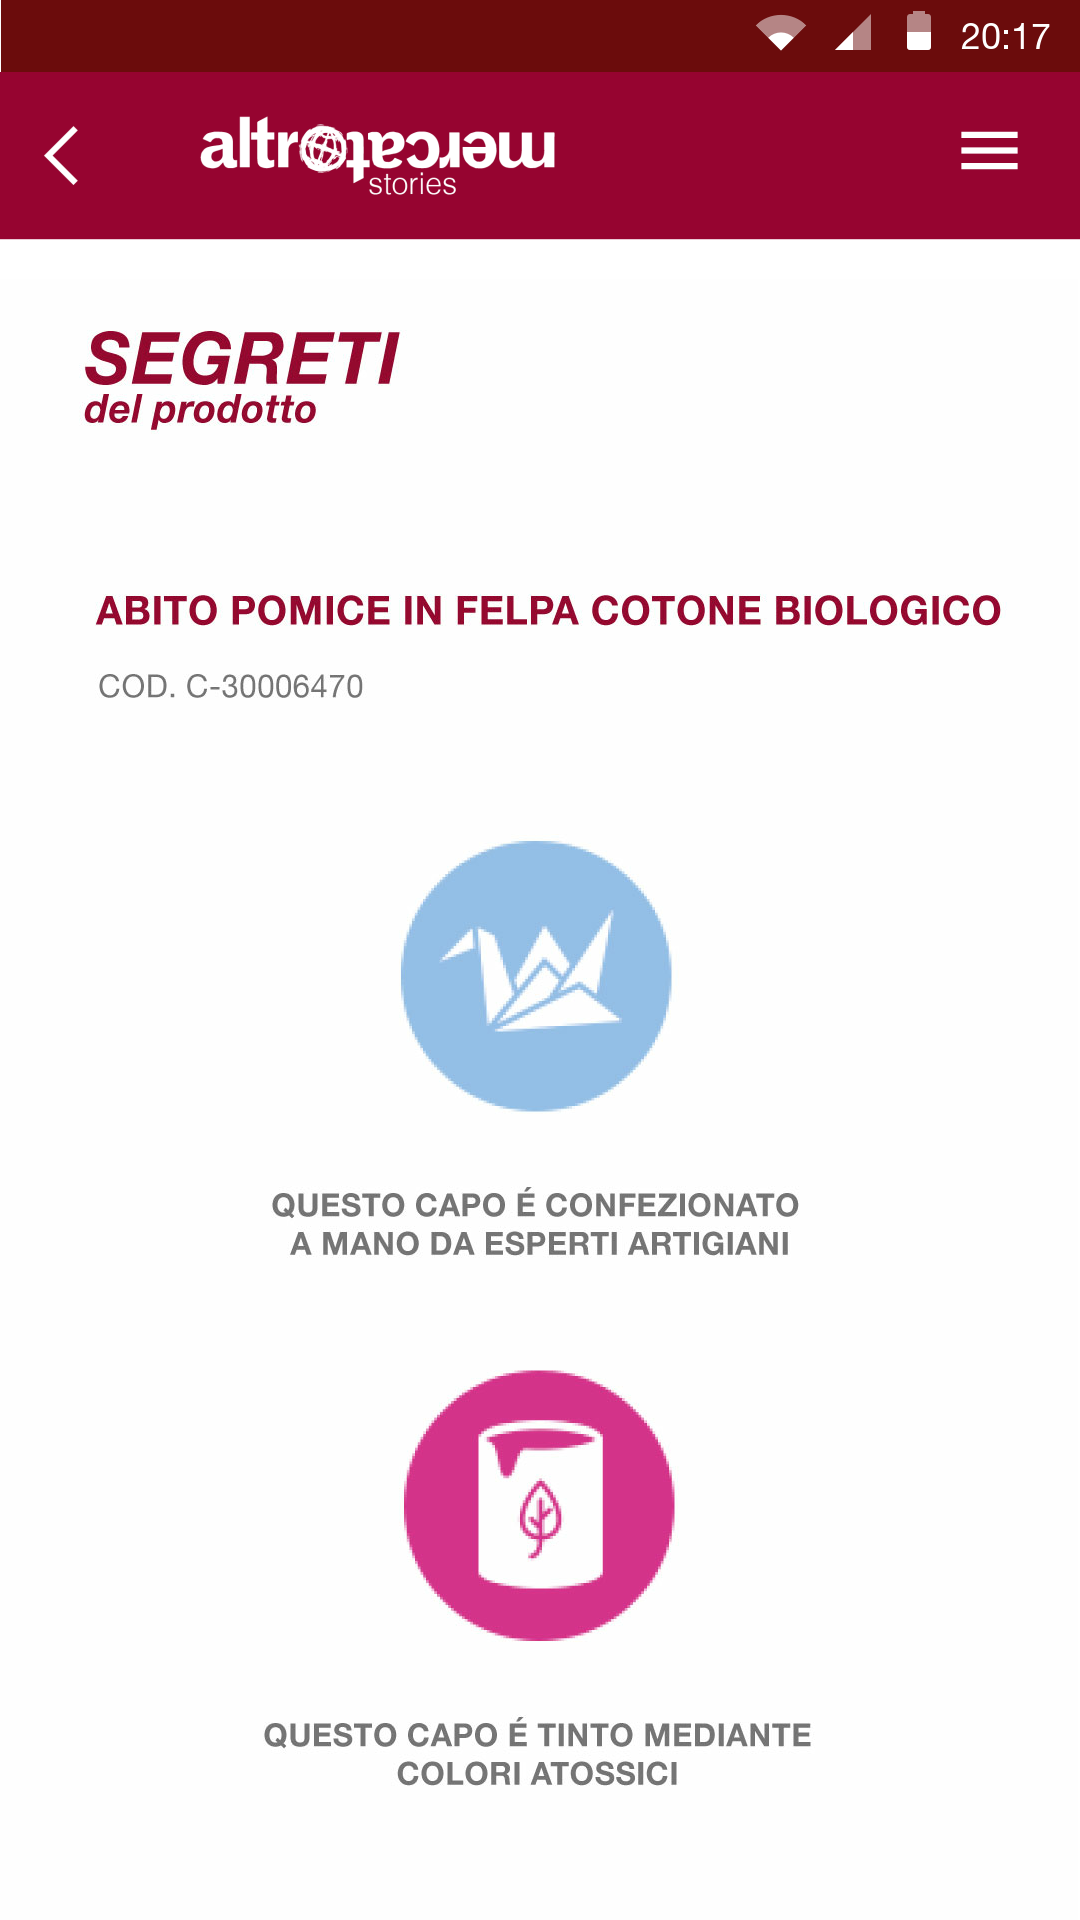 20:17
altromercato
stories
SEGRETI
del prodotto
ABITO POMICE IN FELPA COTONE BIOLOGICO
COD. C-30006470
QUESTO CAPO É CONFEZIONATO
A MANO DA ESPERTI ARTIGIANI
QUESTO CAPO É TINTO MEDIANTE
COLORI ATOSSICI